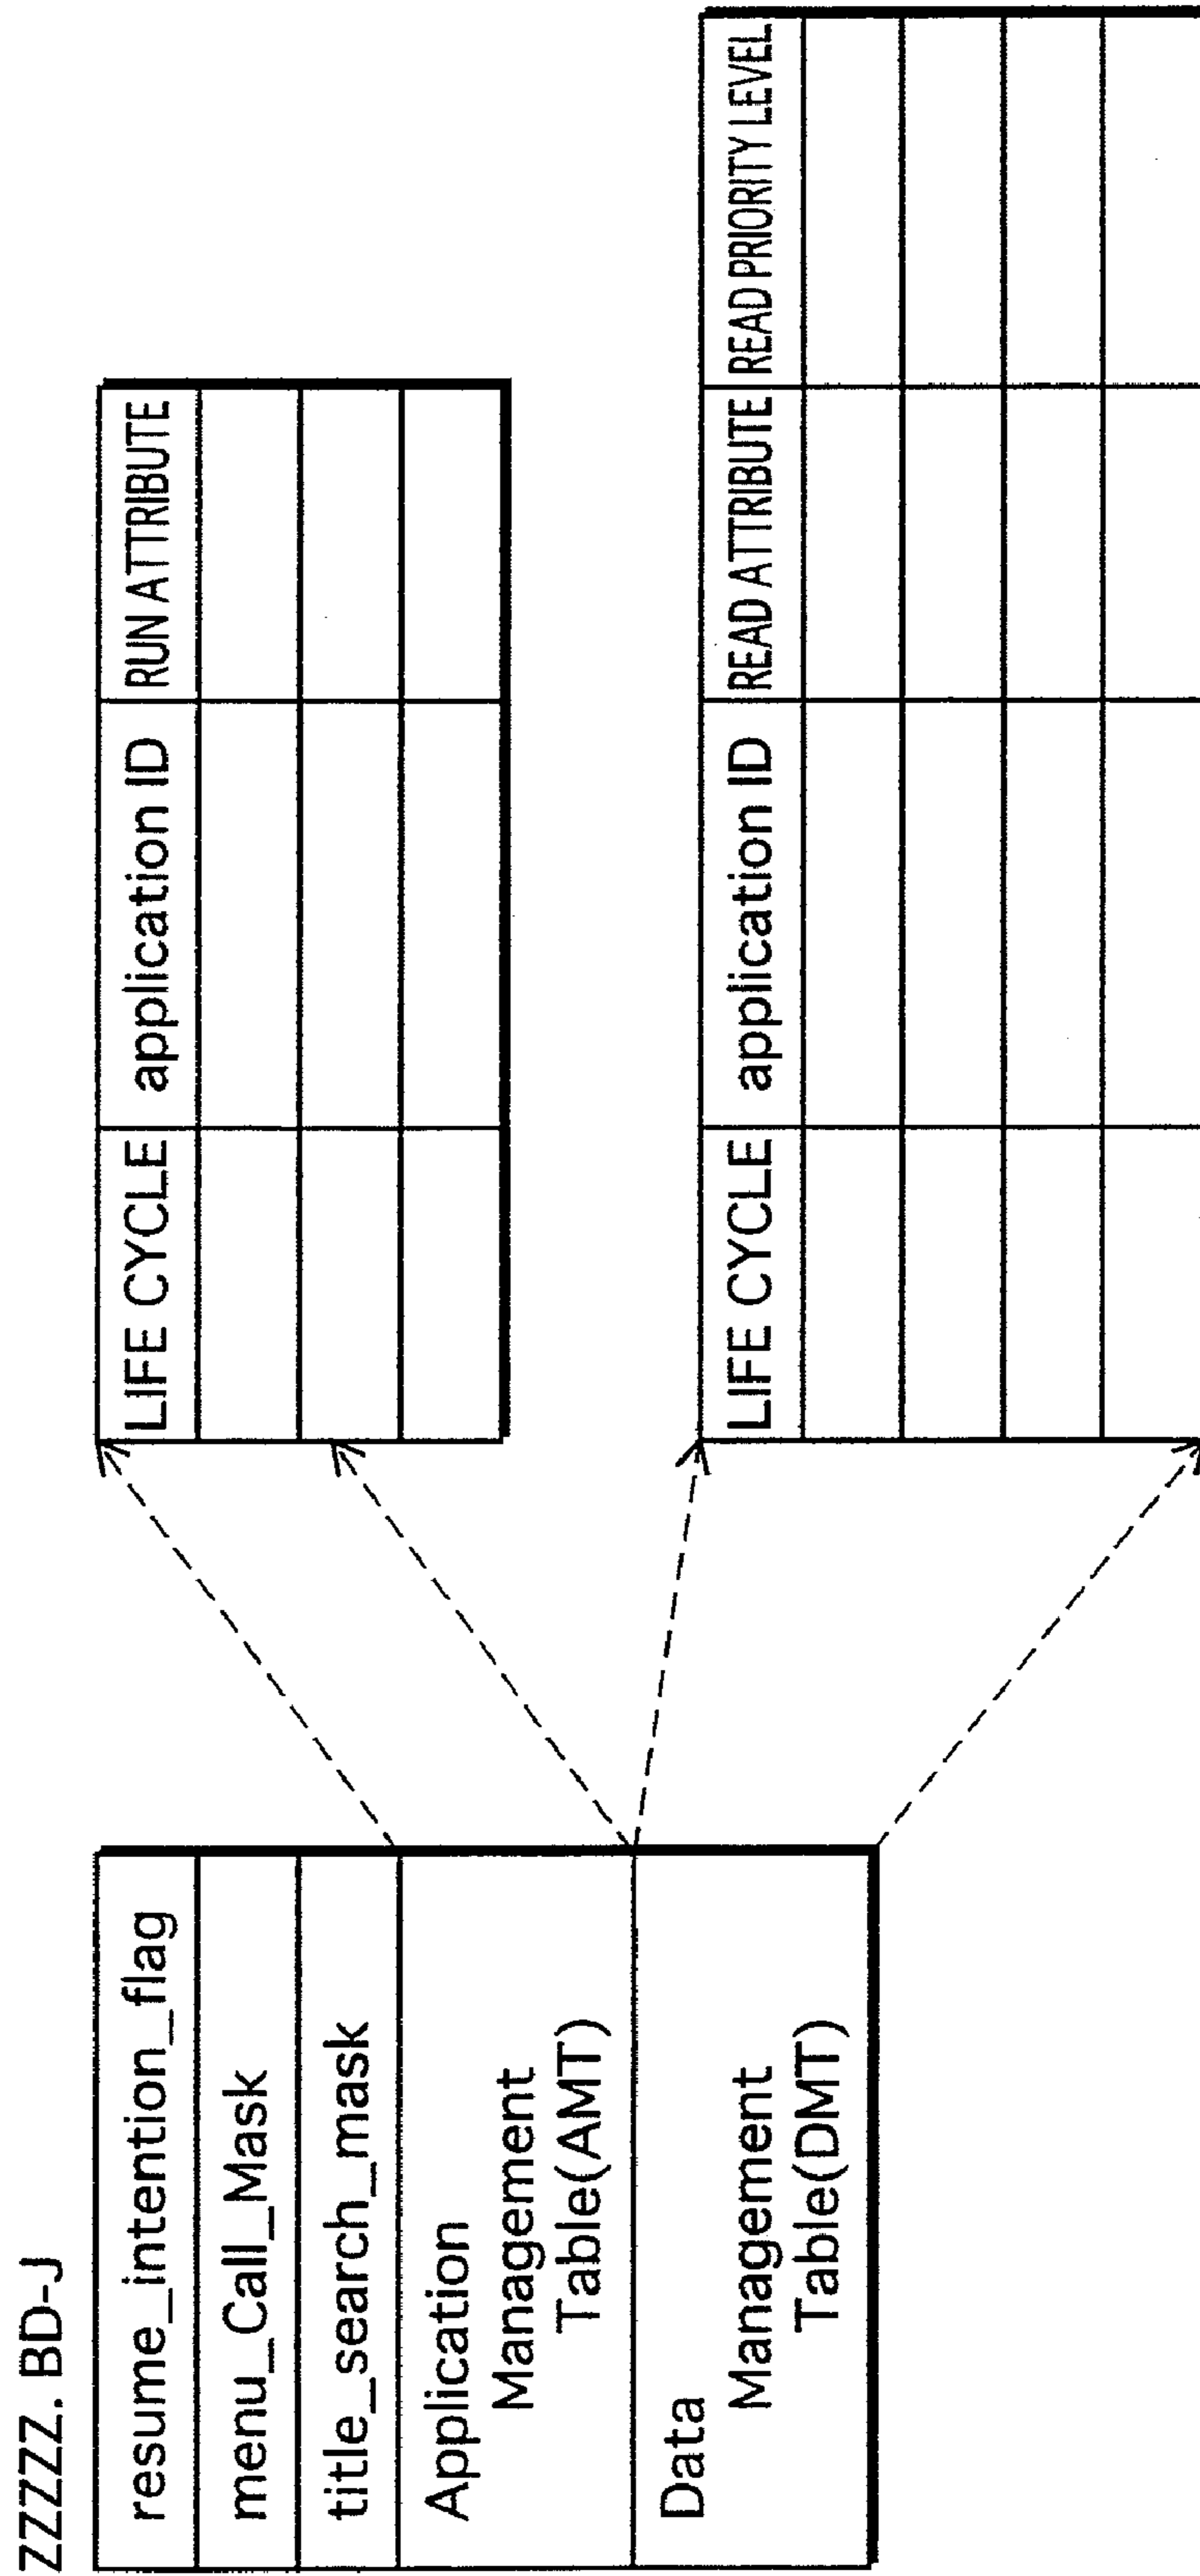 ZZZZZ. BD-J
resume_intention_flag
menu_Call_Mask
title_search_mask
Application
Management
Table(AMT)
Data
Management
Table(DMT)
LIFE CYCLE application ID RUN ATTRIBUTE
LIFE CYCLE application ID READ ATTRIBUTE READ PRIORITY LEVEL